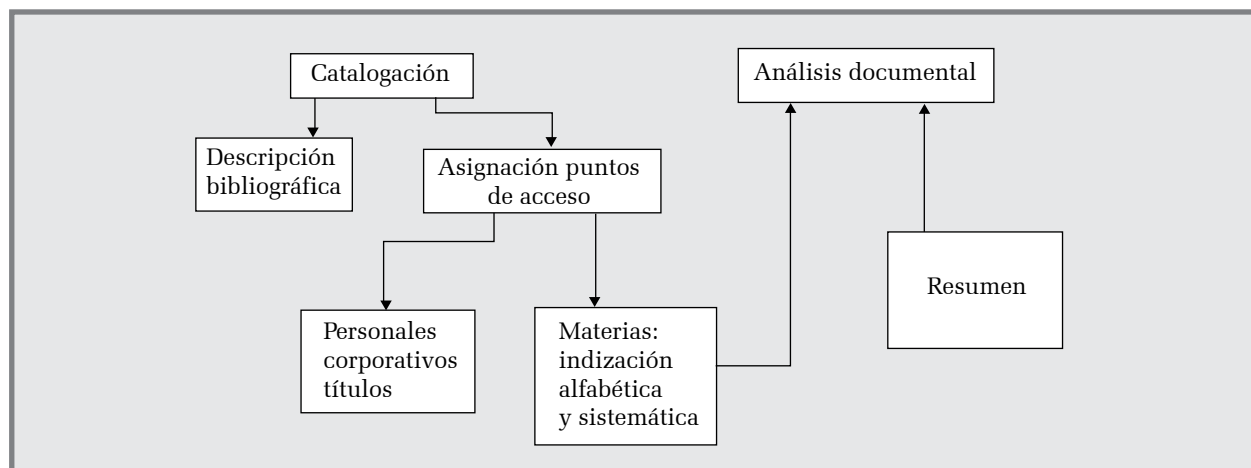 Catalogación
Análisis documental
Descripción
bibliográfica
Asignación puntos
de acceso
Resumen
Personales
corporativos
títulos
Materias:
indización
alfabética
y sistemática